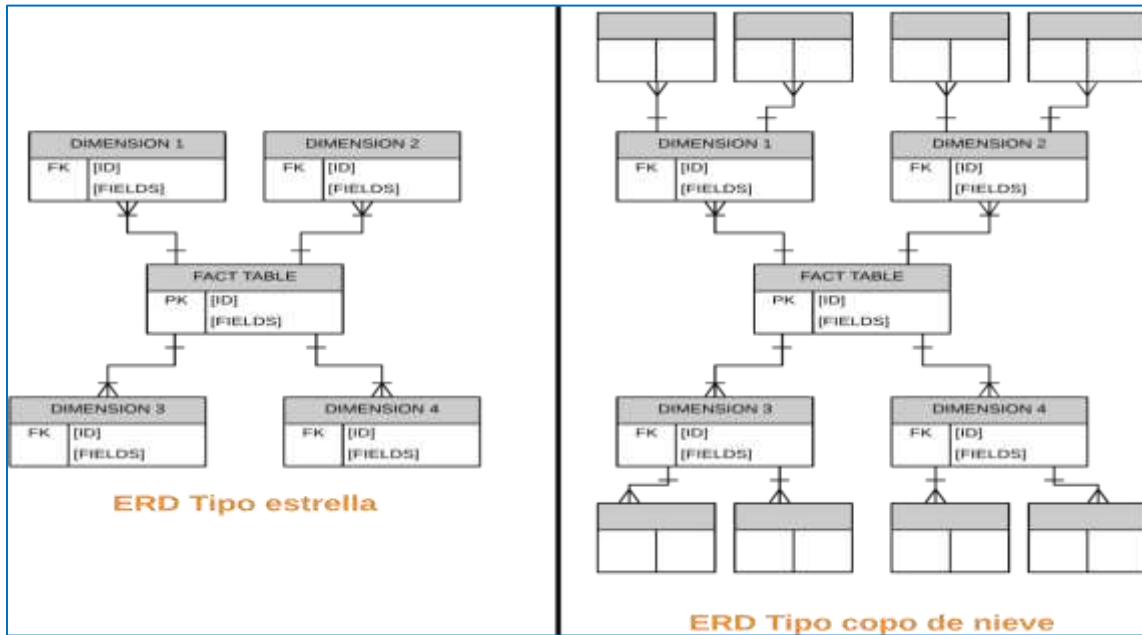 DIMENSION 1
FK [ID]
[FIELDS]
DIMENSION 2
FK [ID]
[FIELDS]
FACT TABLE
PK [ID]
[FIELDS]
DIMENSION 3
FK [ID]
[FIELDS]
DIMENSION 4
FK [ID]
[FIELDS]
ERD Tipo estrella
DIMENSION 1
FK [ID]
[FIELDS]
DIMENSION 2
FK [ID]
[FIELDS]
FACT TABLE
PK [ID]
[FIELDS]
DIMENSION 3
FK [ID]
[FIELDS]
DIMENSION 4
FK [ID]
[FIELDS]
ERD Tipo copo de nieve